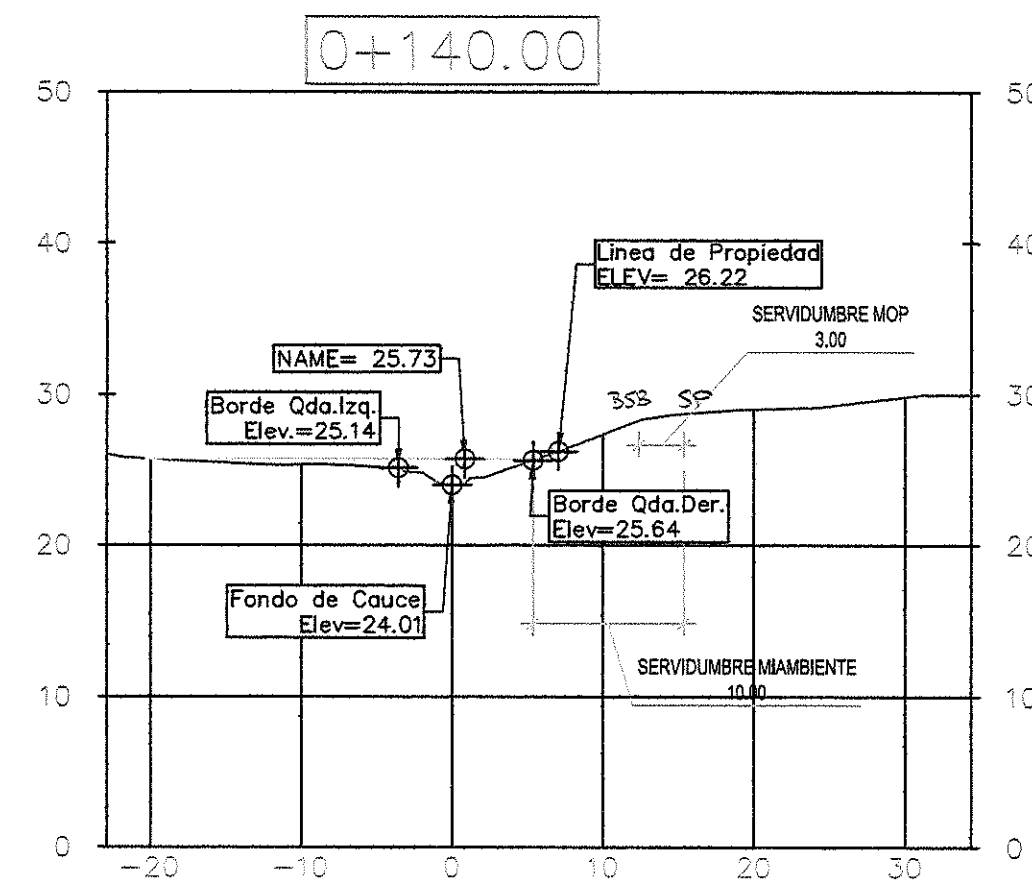 0+140.00
50
50
40
40
Linea de Propiedad
ELEV= 26.22
SERVIDUMBRE MOP
3.00
NAME= 25.73
30
30
Borde Qda.Izq.
Elev.=25.14
Borde Qda.Der.
Elev=25.64
20
20
Fondo de Cauce
Elev=24.01
SERVIDUMBRE MIAMBIENTE
10.00
10
10
0
0
-20
-10
0
10
20
30